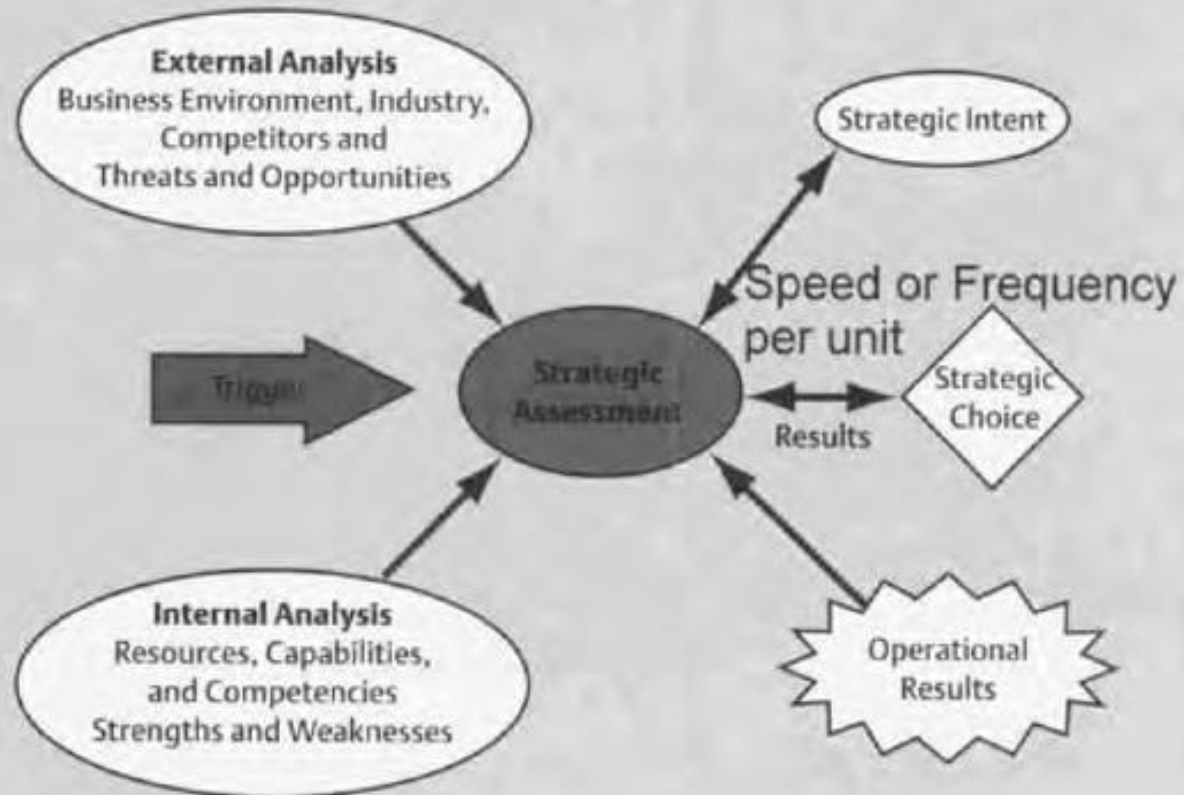 External Analysis
Business Environment, Industry,
Competitors and
Threats and Opportunities
Strategic Intent
Speed or Frequency
per unit
Trigger
Strategic
Assessment
Results
Strategic
Choice
Internal Analysis
Resources, Capabilities,
and Competencies
Strengths and Weaknesses
Operational
Results